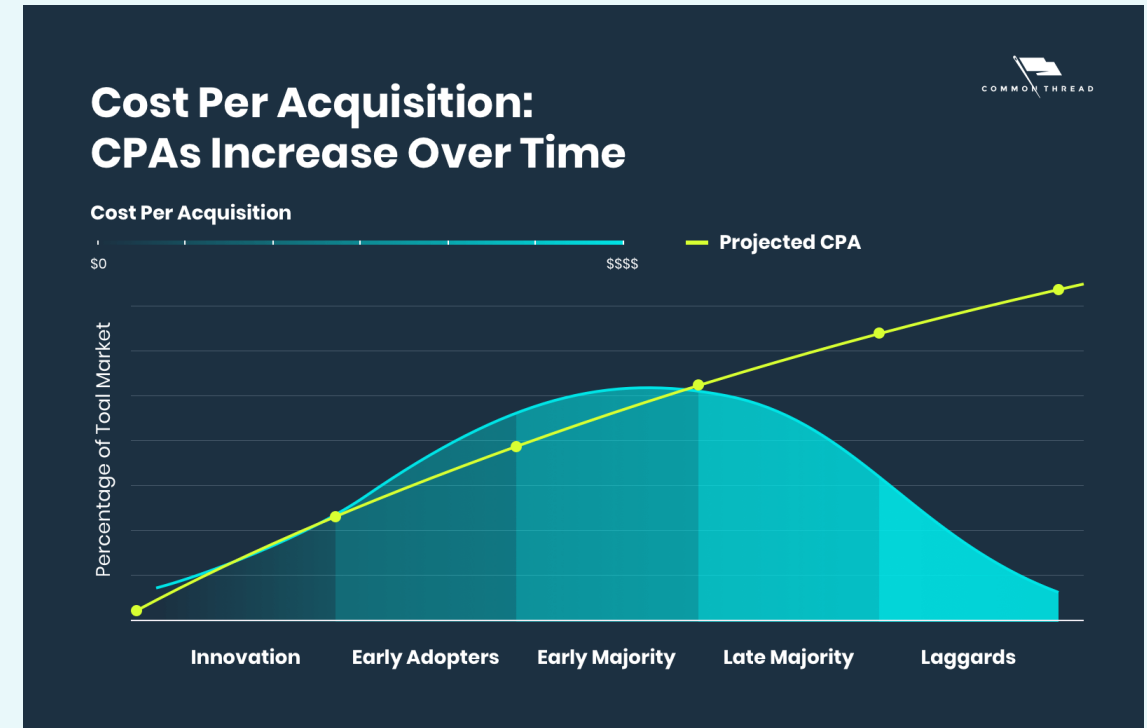 COMMON THREAD
Cost Per Acquisition:
CPAs Increase Over Time
Cost Per Acquisition
$0
$$$$
Projected CPA
Percentage of Toal Market
Innovation
Early Adopters
Early Majority
Late Majority
Laggards